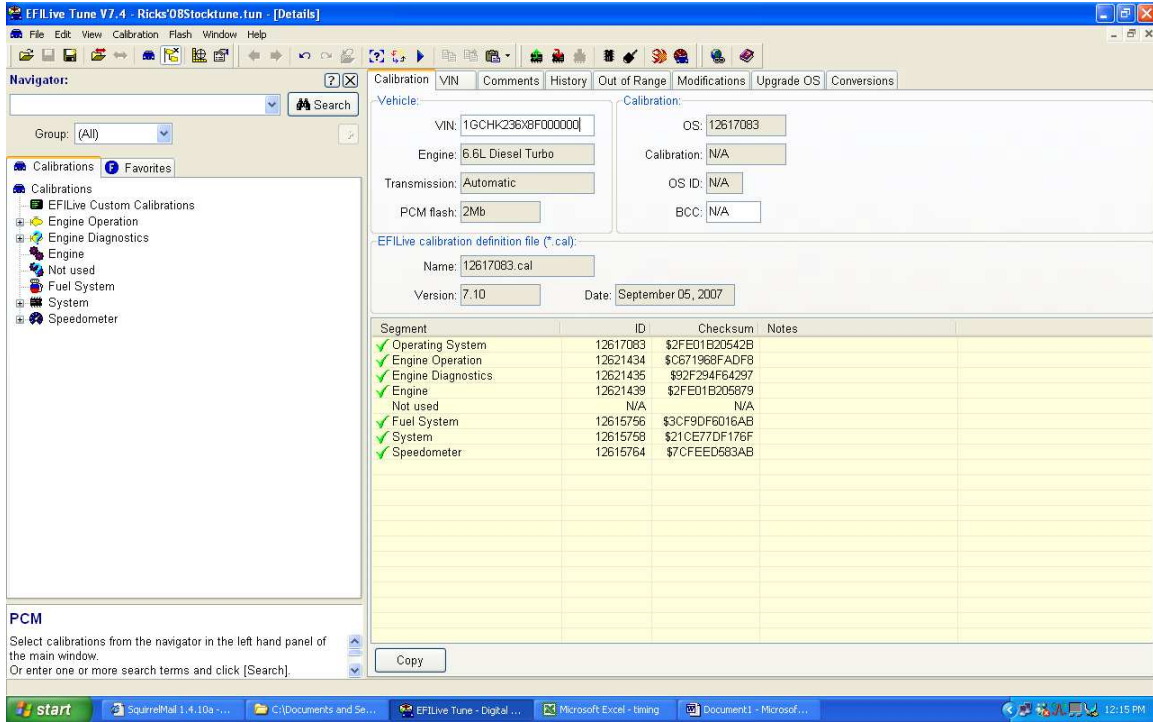 EFILive Tune V7.4 - Ricks'08Stocktune.tun - [Details]
File Edit View Calibration Flash Window Help
Navigator:
Search
Group: (All)
Calibrations Favorites
Calibrations
EFILive Custom Calibrations
Engine Operation
Engine Diagnostics
Engine
Not used
Fuel System
System
Speedometer
PCM
Select calibrations from the navigator in the left hand panel of
the main window.
Or enter one or more search terms and click [Search].
Calibration VIN Comments History Out of Range Modifications Upgrade OS Conversions
Vehicle:
VIN: 1GCHK236X8F000000
Engine: 6.6L Diesel Turbo
Transmission: Automatic
PCM flash: 2Mb
Calibration:
OS: 12617083
Calibration: N/A
OS ID: N/A
BCC: N/A
EFILive calibration definition file (*.cal):
Name: 12617083.cal
Version: 7.10 Date: September 05, 2007
Segment ID Checksum Notes
Operating System 12617083 $2FE01B20542B
Engine Operation 12621434 $C671968FADF8
Engine Diagnostics 12621435 $92F294F64297
Engine 12621439 $2FE01B205879
Not used N/A N/A
Fuel System 12615756 $3CF9DF6016AB
System 12615758 $21CE77DF176F
Speedometer 12615764 $7CFEED583AB
Copy
start SquirrelMail 1.4.10a -... C:\Documents and Se... EFILive Tune - Digital ... Microsoft Excel - timing Document1 - Microsof... 12:15 PM